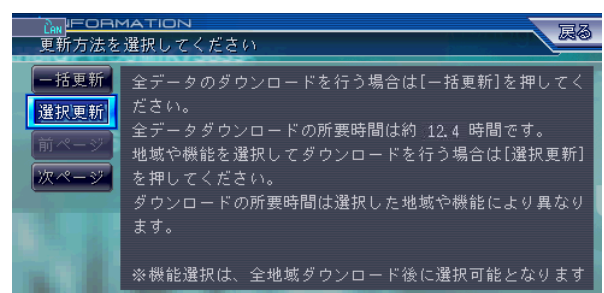 LAN
INFORMATION
戻る
更新方法を選択してください
一括更新
選択更新
前ページ
次ページ
全データのダウンロードを行う場合は[一括更新]を押してく
ださい。
全データダウンロードの所要時間は約 12.4 時間です。
地域や機能を選択してダウンロードを行う場合は[選択更新]
を押してください。
ダウンロードの所要時間は選択した地域や機能により異なり
ます。
※機能選択は、全地域ダウンロード後に選択可能となります